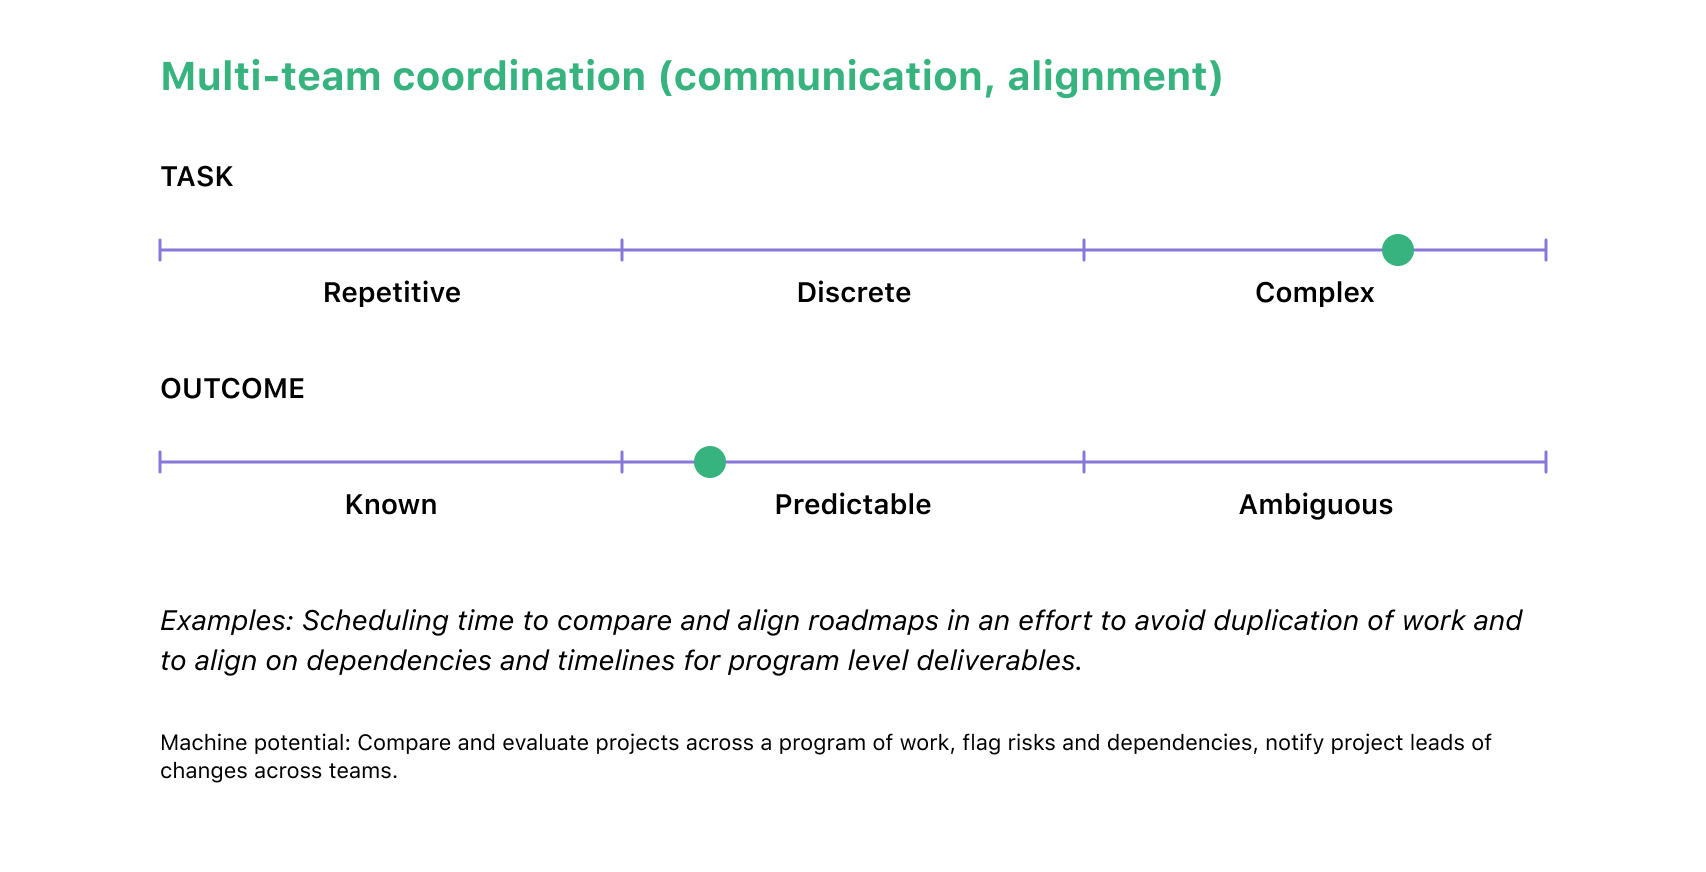 Multi-team coordination (communication, alignment)
TASK
Repetitive
Discrete
Complex
OUTCOME
Known
Predictable
Ambiguous
Examples: Scheduling time to compare and align roadmaps in an effort to avoid duplication of work and
to align on dependencies and timelines for program level deliverables.
Machine potential: Compare and evaluate projects across a program of work, flag risks and dependencies, notify project leads of
changes across teams.